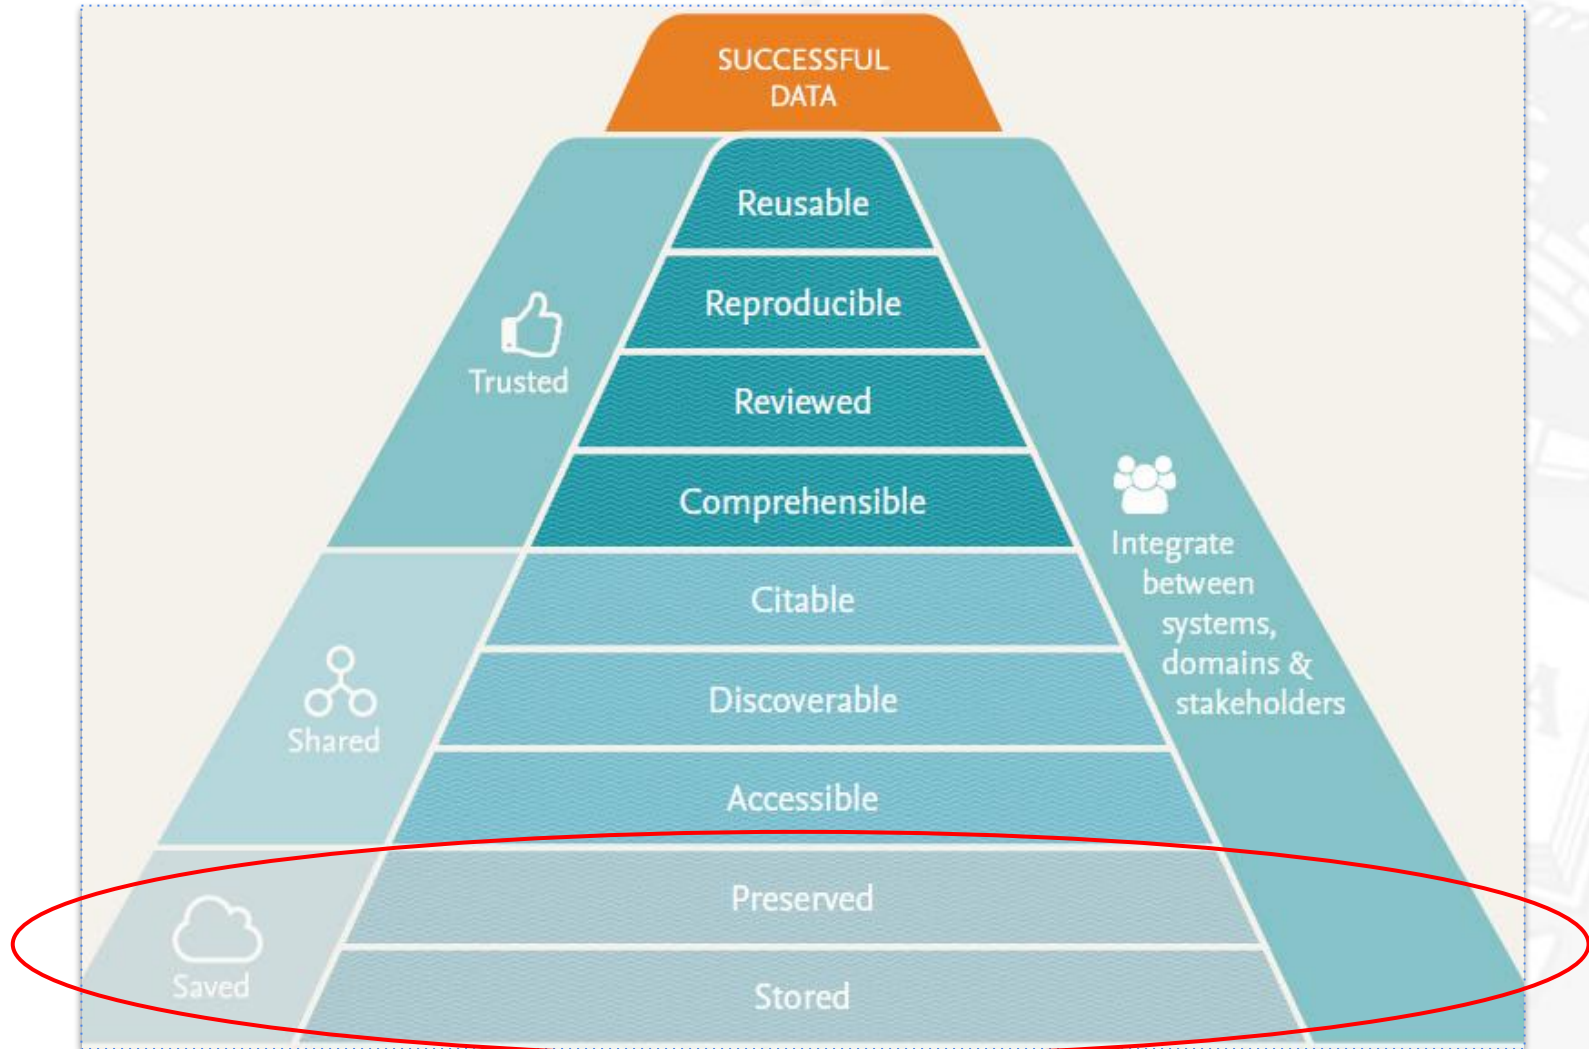 SUCCESSFUL
DATA
Reusable
Reproducible
Trusted
Reviewed
Comprehensible
Integrate
between
systems,
domains &
stakeholders
Citable
Discoverable
Shared
Accessible
Preserved
Saved
Stored